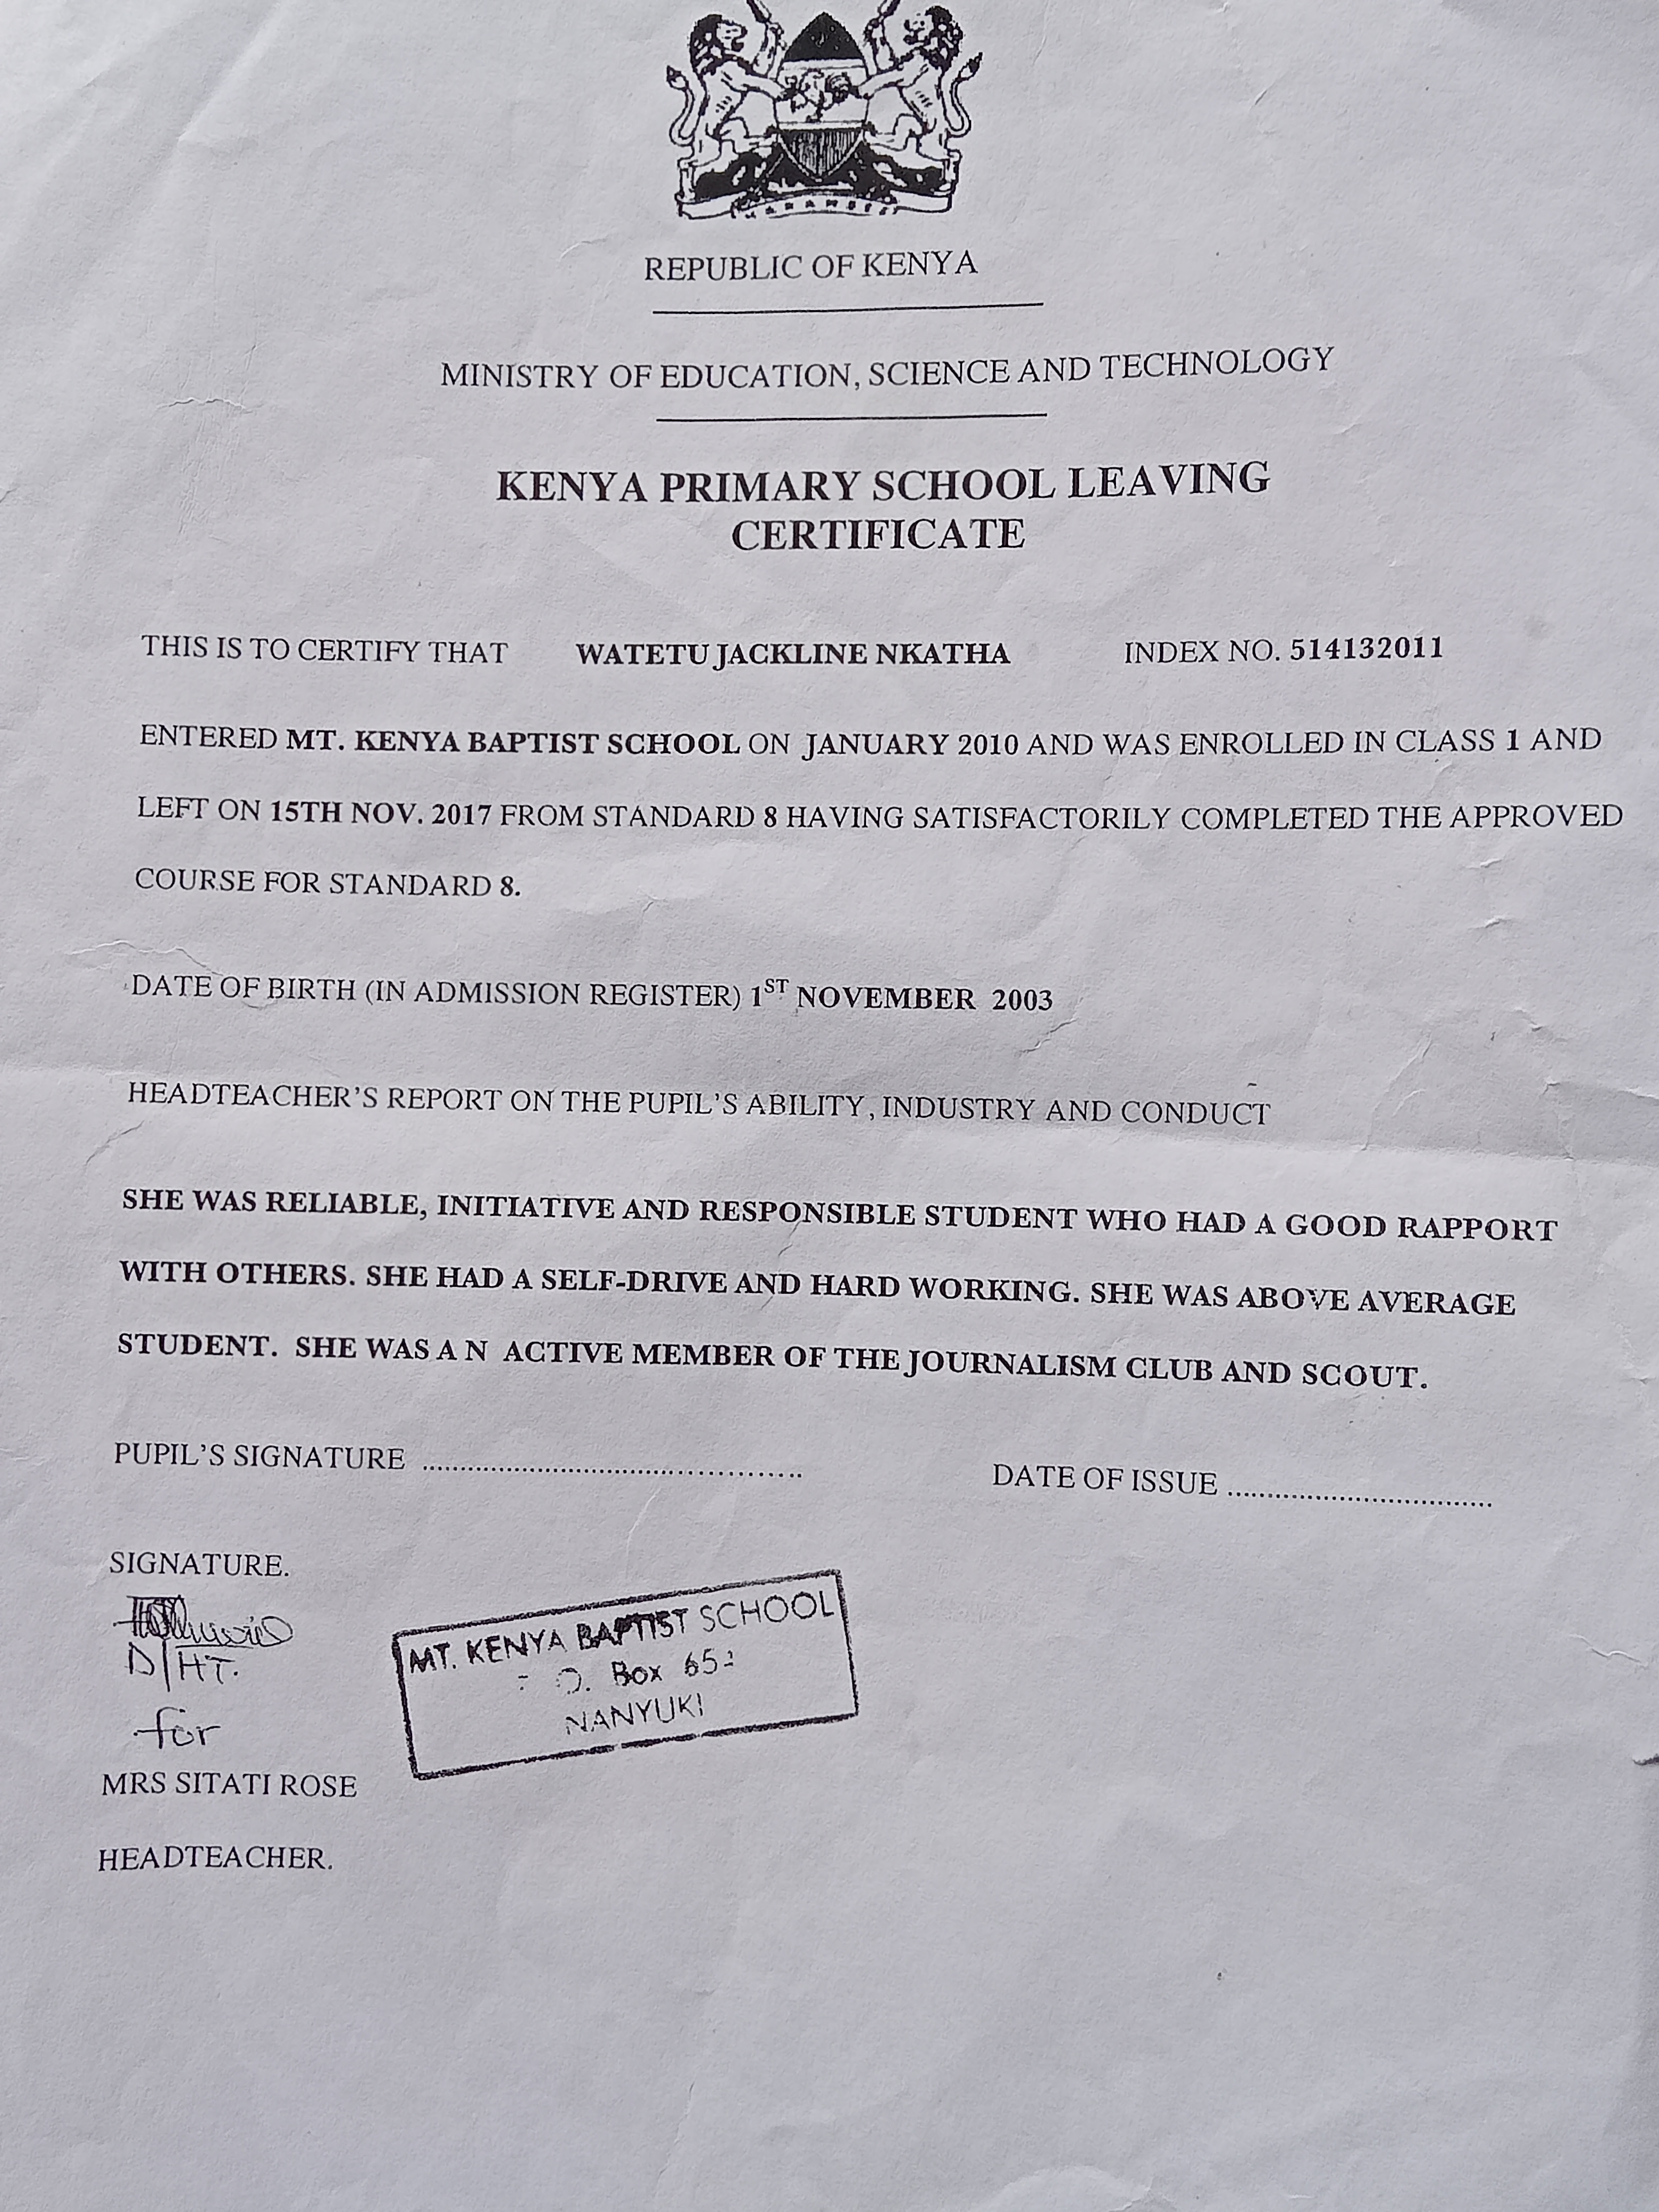 HARAMBEE
REPUBLIC OF KENYA
MINISTRY OF EDUCATION, SCIENCE AND TECHNOLOGY
KENYA PRIMARY SCHOOL LEAVING
CERTIFICATE
THIS IS TO CERTIFY THAT WATETU JACKLINE NKATHA INDEX NO. 514132011
ENTERED MT. KENYA BAPTIST SCHOOL ON JANUARY 2010 AND WAS ENROLLED IN CLASS 1 AND
LEFT ON 15TH NOV. 2017 FROM STANDARD 8 HAVING SATISFACTORILY COMPLETED THE APPROVED
COURSE FOR STANDARD 8.
DATE OF BIRTH (IN ADMISSION REGISTER) 1ST NOVEMBER 2003
HEADTEACHER'S REPORT ON THE PUPIL'S ABILITY, INDUSTRY AND CONDUCT
SHE WAS RELIABLE, INITIATIVE AND RESPONSIBLE STUDENT WHO HAD A GOOD RAPPORT
WITH OTHERS. SHE HAD A SELF-DRIVE AND HARD WORKING. SHE WAS ABOVE AVERAGE
STUDENT. SHE WAS A N ACTIVE MEMBER OF THE JOURNALISM CLUB AND SCOUT.
PUPIL'S SIGNATURE ................................................
DATE OF ISSUE ..................................
SIGNATURE.
D/HT.
for
MT. KENYA BAPTIST SCHOOL
O. Box
NANYUKI
MRS SITATI ROSE
HEADTEACHER.